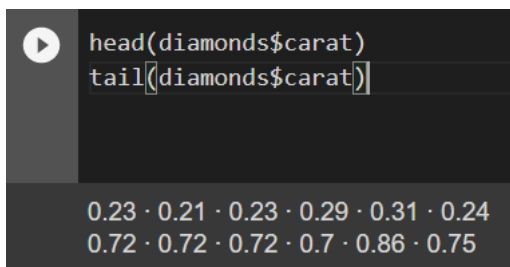 head(diamonds$carat)
tail(diamonds$carat)
0.23 · 0.21 · 0.23 · 0.29 · 0.31 · 0.24
0.72 · 0.72 · 0.72 · 0.7 · 0.86 · 0.75